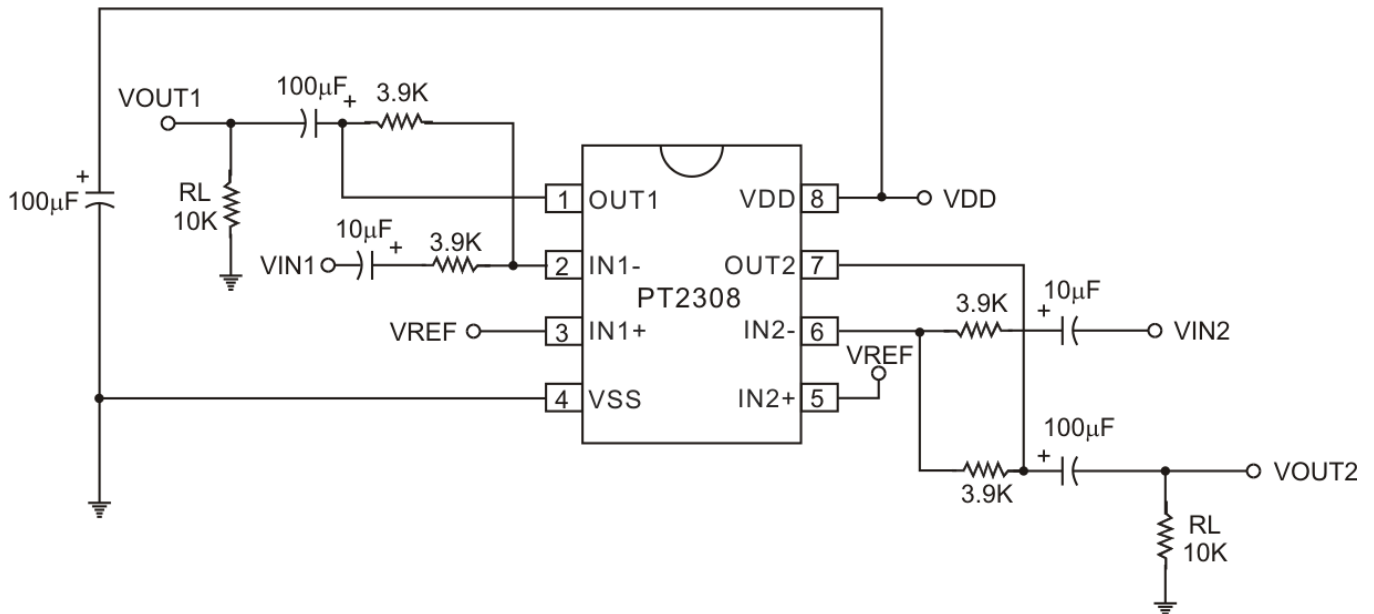 100μF
+
3.9K
VOUT1
+
100μF
RL
10K
10μF
+
3.9K
VIN1
VREF
1
OUT1
2
IN1-
3
IN1+
4
VSS
PT2308
VDD
8
OUT2
7
IN2-
6
IN2+
5
VDD
3.9K
+
10μF
VIN2
VREF
3.9K
+
100μF
VOUT2
RL
10K